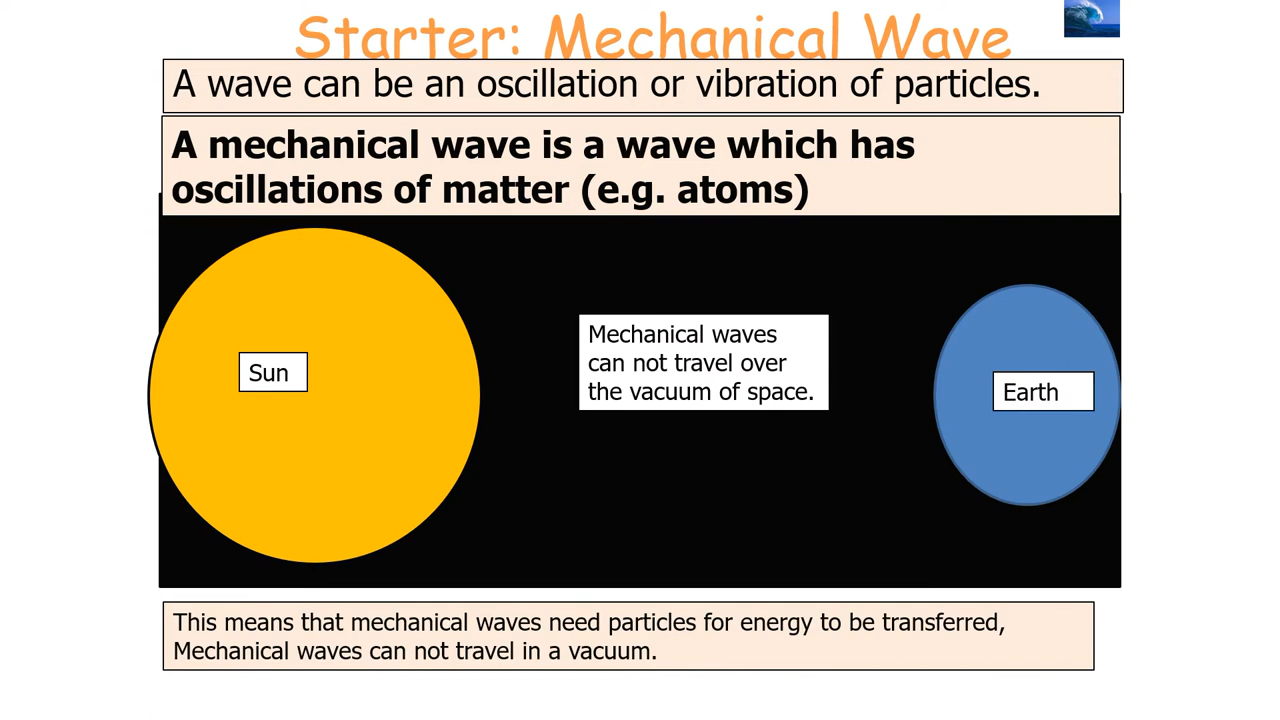 Starter: Mechanical Wave
A wave can be an oscillation or vibration of particles.
A mechanical wave is a wave which has
oscillations of matter (e.g. atoms)
Sun
Mechanical waves
can not travel over
the vacuum of space.
Earth
This means that mechanical waves need particles for energy to be transferred,
Mechanical waves can not travel in a vacuum.